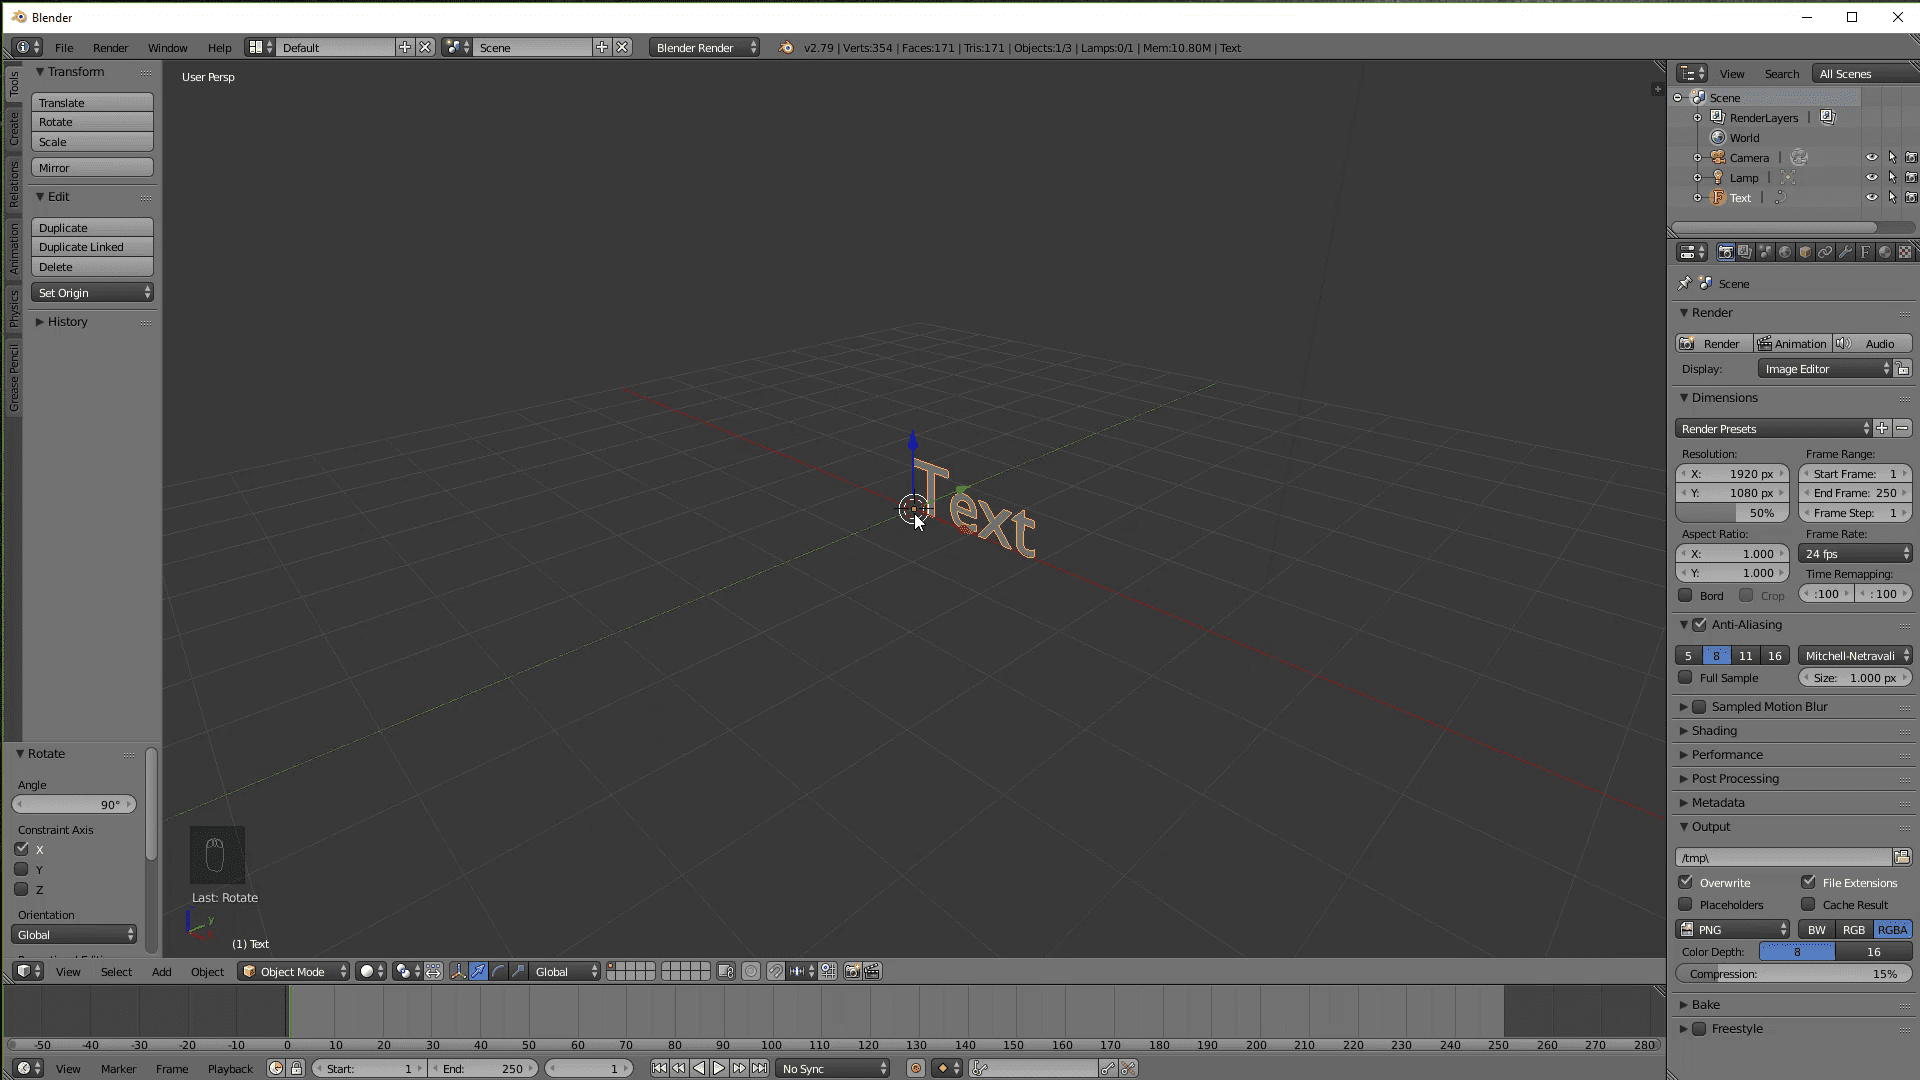 Blender
File Render Window Help Default Scene Blender Render v2.79 | Verts:354 | Faces:171 | Tris:171 | Objects:1/3 | Lamps:0/1 | Mem:10.80M | Text
Tools
Create
Relations
Animation
Physics
Grease Pencil
Transform
Translate
Rotate
Scale
Mirror
Edit
Duplicate
Duplicate Linked
Delete
Set Origin
History
Rotate
Angle
90°
Constraint Axis
X
Y
Z
Orientation
Global
User Persp
Text
Last: Rotate
y
(1) Text
View Select Add Object Object Mode Global
-50 -40 -30 -20 -10 0 10 20 30 40 50 60 70 80 90 100 110 120 130 140 150 160 170 180 190 200 210 220 230 240 250 260 270 280
View Marker Frame Playback Start: 1 End: 250 1 No Sync
View Search All Scenes
Scene
RenderLayers |
World
Camera |
Lamp |
Text |
Scene
Render
Render Animation Audio
Display: Image Editor
Dimensions
Render Presets
Resolution: Frame Range:
X: 1920 px Start Frame: 1
Y: 1080 px End Frame: 250
50% Frame Step: 1
Aspect Ratio: Frame Rate:
X: 1.000 24 fps
Y: 1.000 Time Remapping:
Bord Crop :100 : 100
Anti-Aliasing
5 8 11 16 Mitchell-Netravali
Full Sample Size: 1.000 px
Sampled Motion Blur
Shading
Performance
Post Processing
Metadata
Output
/tmp\
Overwrite File Extensions
Placeholders Cache Result
PNG BW RGB RGBA
Color Depth: 8 16
Compression: 15%
Bake
Freestyle